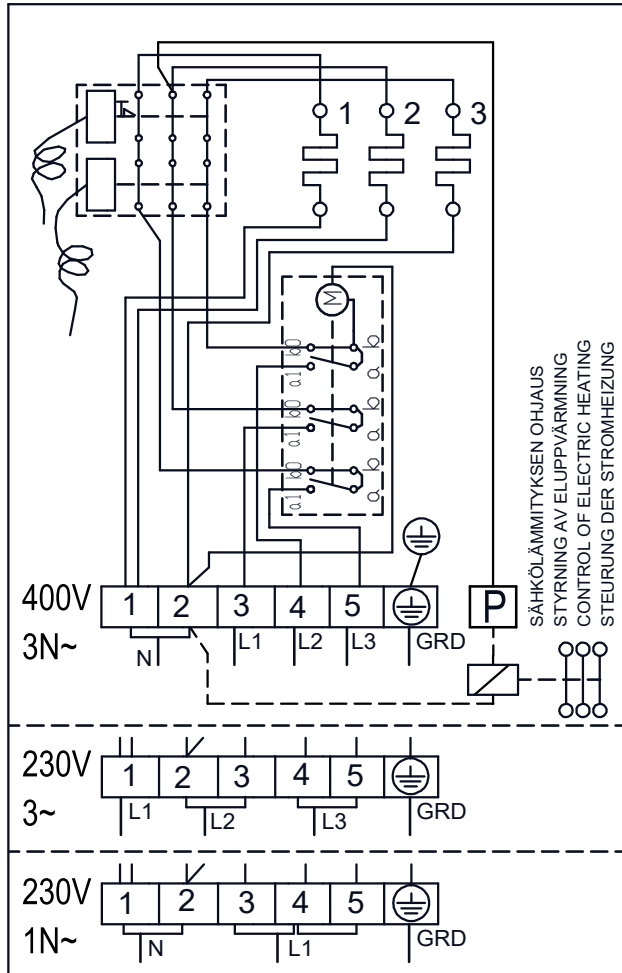 1 2 3
M
b0 b
a1 a
b0 b
a1 a
b0 b
a1 a
SÄHKÖLÄMMITYKSEN OHJAUS
STYRNING AV ELUPPVÄRMNING
CONTROL OF ELECTRIC HEATING
STEUERUNG DER STROMHEIZUNG
400V
3N~
1 2 3 4 5
P
N L1 L2 L3 GRD
230V
3~
1 2 3 4 5
L1 L2 L3 GRD
230V
1N~
1 2 3 4 5
N L1 GRD